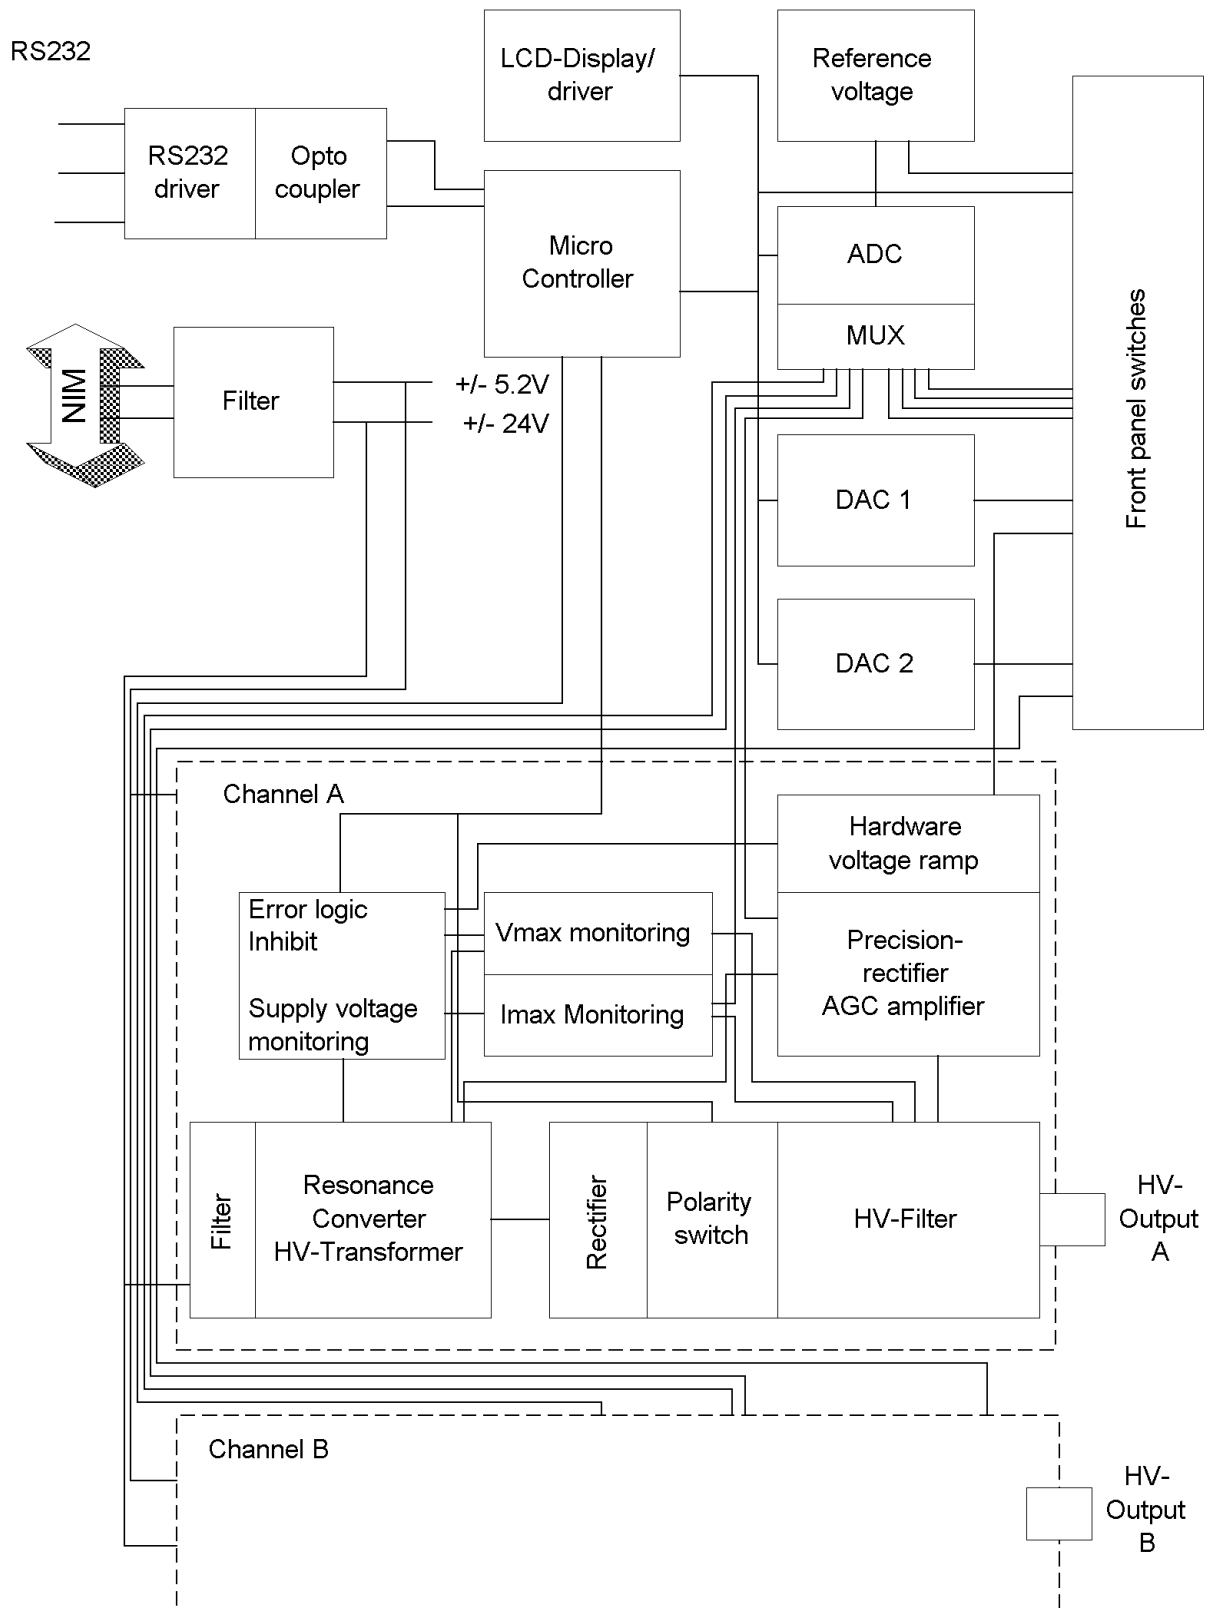 RS232
LCD-Display/
driver
Reference
voltage
RS232
driver
Opto
coupler
Micro
Controller
ADC
MUX
Front panel switches
NIM
Filter
+/- 5.2V
+/- 24V
DAC 1
DAC 2
Channel A
Hardware
voltage ramp
Error logic
Inhibit
Supply voltage
monitoring
Vmax monitoring
Imax Monitoring
Precision-
rectifier
AGC amplifier
Filter
Resonance
Converter
HV-Transformer
Rectifier
Polarity
switch
HV-Filter
HV-
Output
A
Channel B
HV-
Output
B